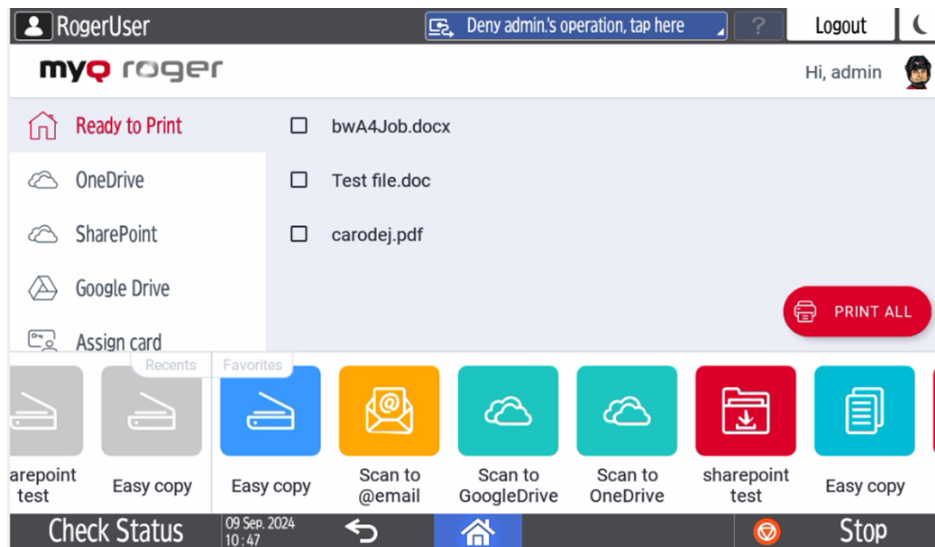 RogerUser
Deny admin.'s operation, tap here
?
Logout
myQ roger
Hi, admin
Ready to Print
bwA4Job.docx
OneDrive
Test file.doc
SharePoint
carodej.pdf
Google Drive
PRINT ALL
Assign card
Recents
Favorites
arepoint
test
Easy copy
Easy copy
Scan to
@email
Scan to
GoogleDrive
Scan to
OneDrive
sharepoint
test
Easy copy
Check Status
09 Sep. 2024
10:47
Stop